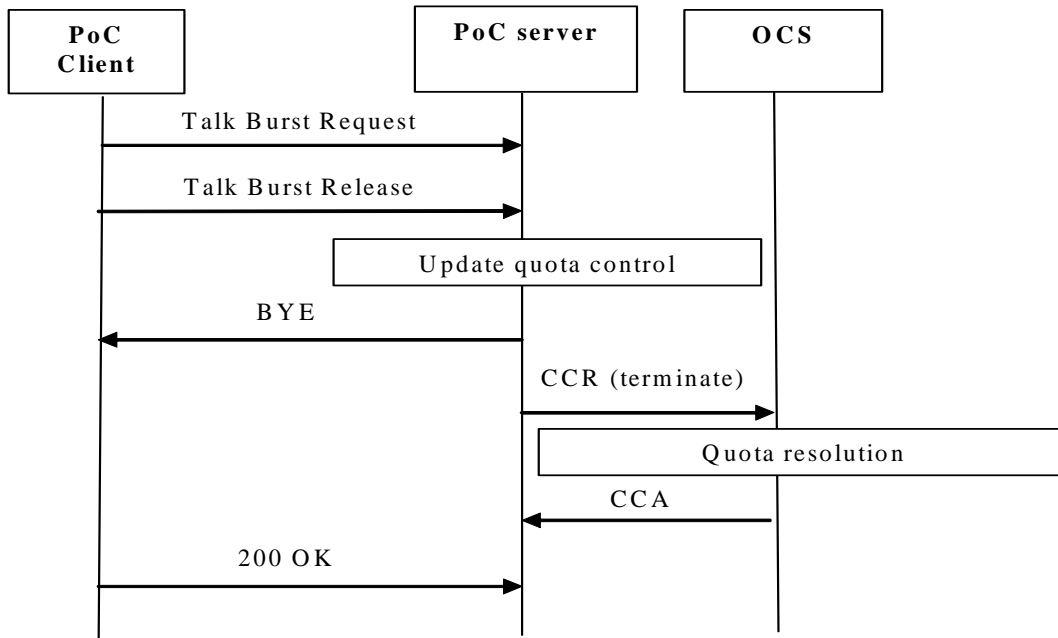 PoC
Client
PoC server
OCS
Talk Burst Request
Talk Burst Release
Update quota control
BYE
CCR (terminate)
Quota resolution
CCA
200 OK